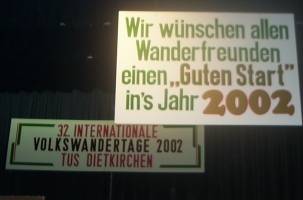 Wir wünschen allen
Wanderfreunden
einen „Guten Start”
in's Jahr 2002
32. INTERNATIONALE
VOLKSWANDERTAGE 2002
TUS DIETKIRCHEN